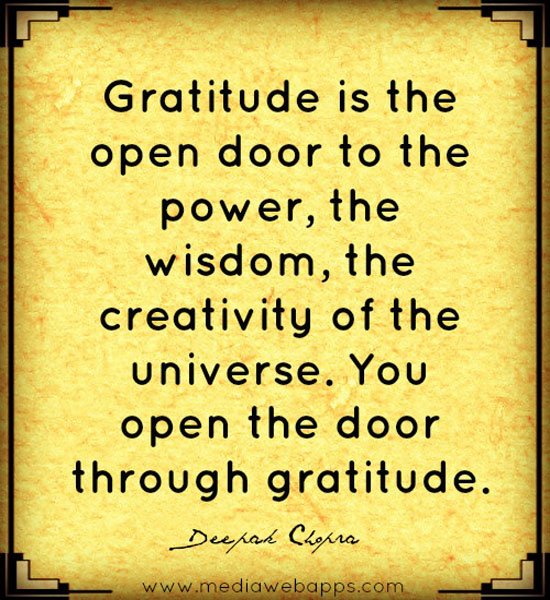 Gratitude is the
open door to the
power, the
wisdom, the
creativity of the
universe. You
open the door
through gratitude.
Deepak Chopra
www.mediawebapps.com